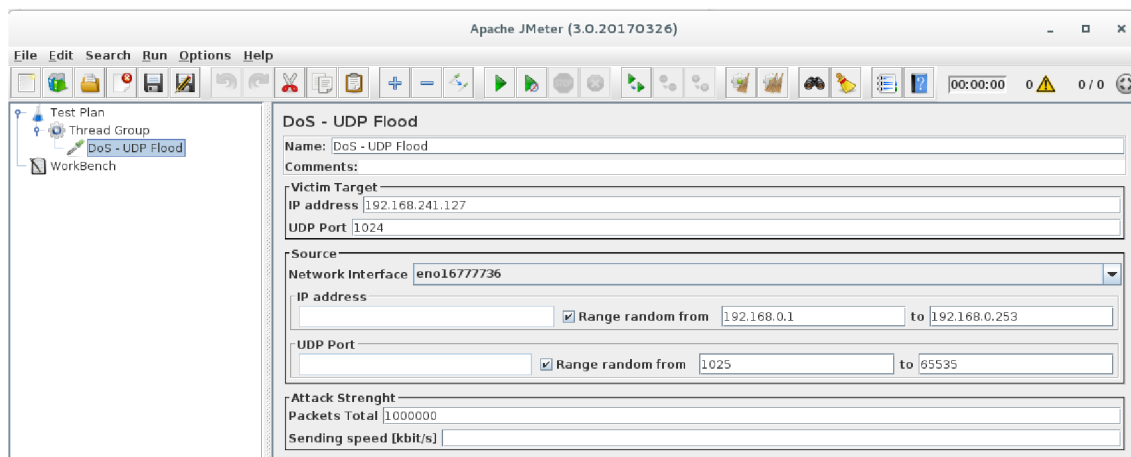 Apache JMeter (3.0.20170326)
File Edit Search Run Options Help
00:00:00 0 0 / 0
Test Plan
Thread Group
DoS - UDP Flood
WorkBench
DoS - UDP Flood
Name: DoS - UDP Flood
Comments:
Victim Target
IP address 192.168.241.127
UDP Port 1024
Source
Network Interface eno16777736
IP address
Range random from 192.168.0.1 to 192.168.0.253
UDP Port
Range random from 1025 to 65535
Attack Strenght
Packets Total 1000000
Sending speed [kbit/s]